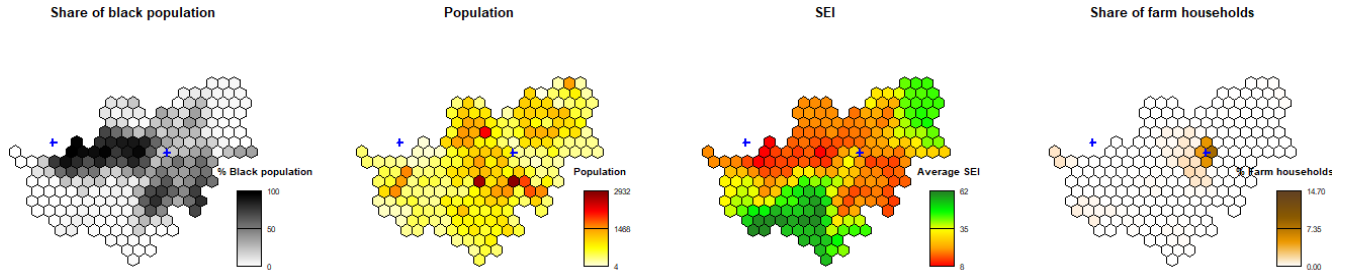 Share of black population
Population
SEI
Share of farm households
% Black population
100
50
0
Population
2932
1468
4
Average SEI
62
35
8
% Farm households
14.70
7.35
0.00